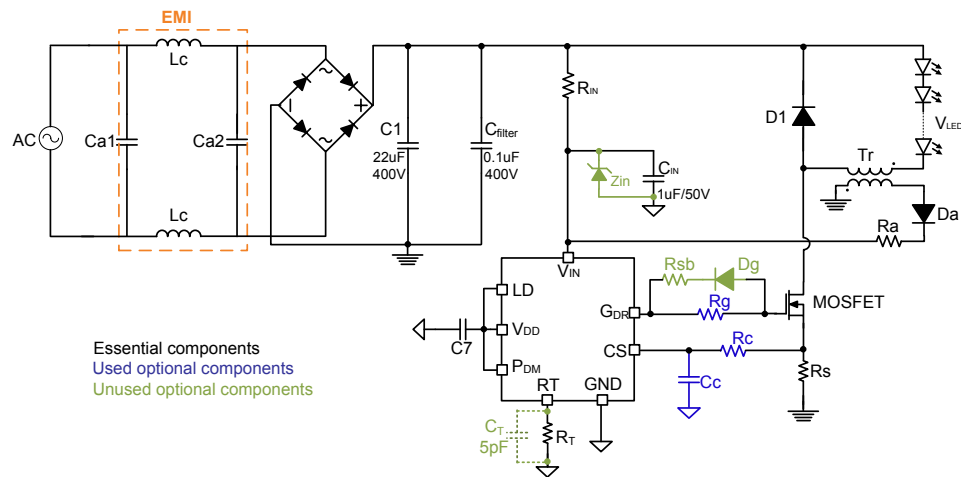 EMI
Lc
AC
Ca1
Ca2
Lc
C1
22uF
400V
Cfilter
0.1uF
400V
RIN
Zin
CIN
1uF/50V
D1
VLED
Tr
Da
Ra
VIN
LD
VDD
PDM
RT
GND
GDR
CS
C7
Rsb
Dg
Rg
MOSFET
Rc
Cc
Rs
CT
5pF
RT
Essential components
Used optional components
Unused optional components